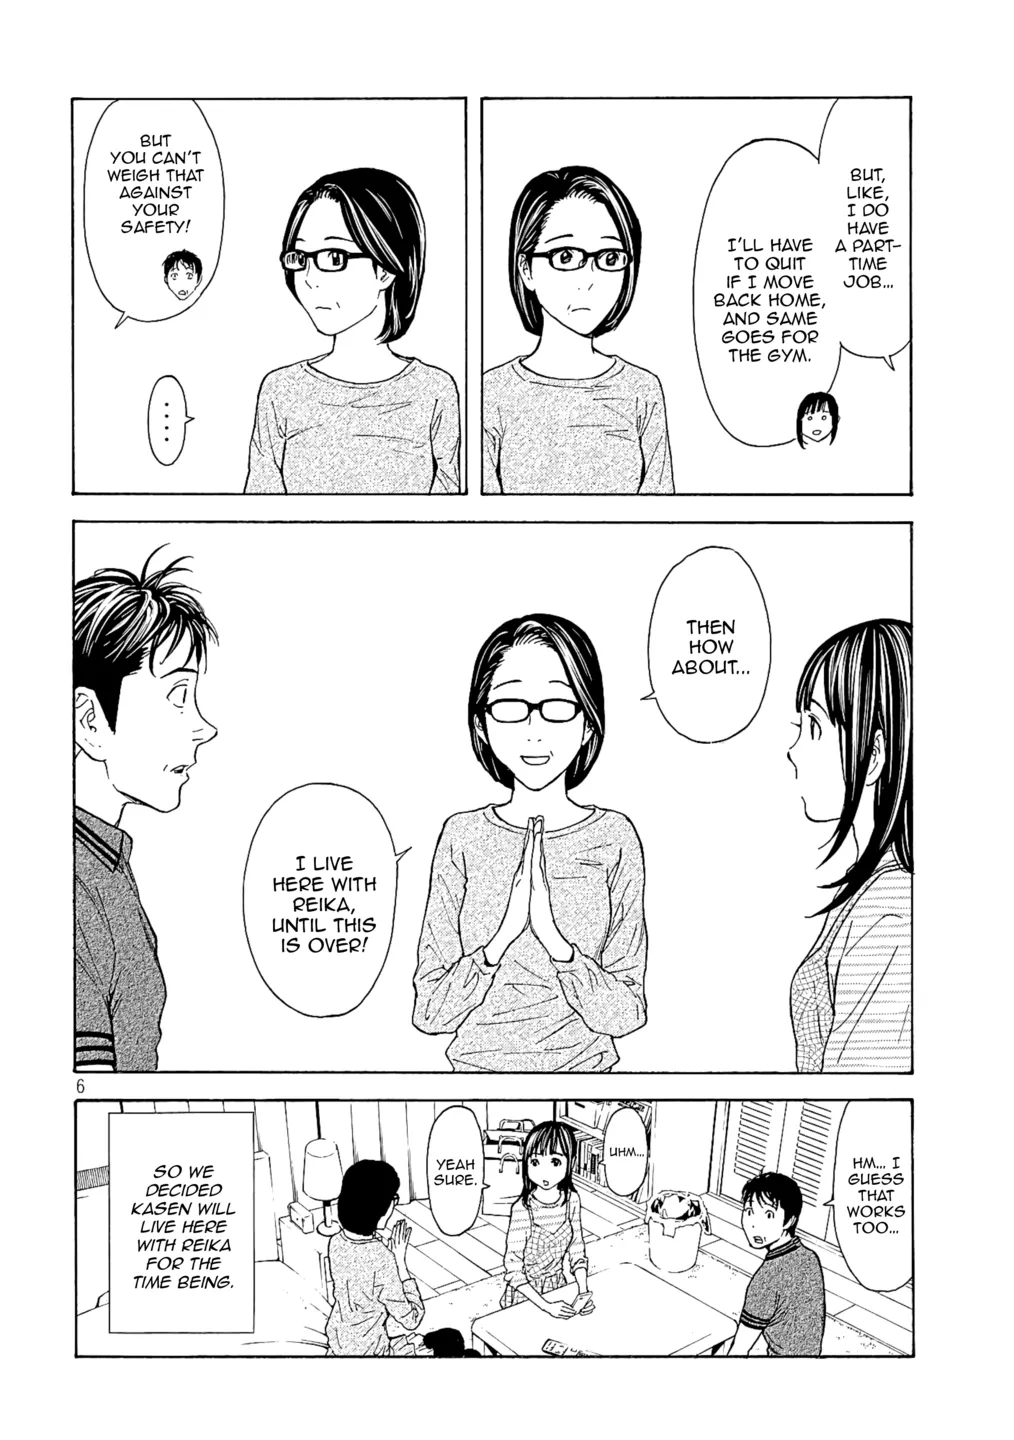 BUT,
LIKE,
I DO
HAVE
A PART-
TIME
JOB...
I'LL HAVE
TO QUIT
IF I MOVE
BACK HOME,
AND SAME
GOES FOR
THE GYM.
BUT
YOU CAN'T
WEIGH THAT
AGAINST
YOUR
SAFETY!
....
THEN
HOW
ABOUT...
I LIVE
HERE WITH
REIKA,
UNTIL THIS
IS OVER!
6
HM... I
GUESS
THAT
WORKS
TOO...
UHM...
YEAH
SURE.
SO WE
DECIDED
KASEN WILL
LIVE HERE
WITH REIKA
FOR THE
TIME BEING.